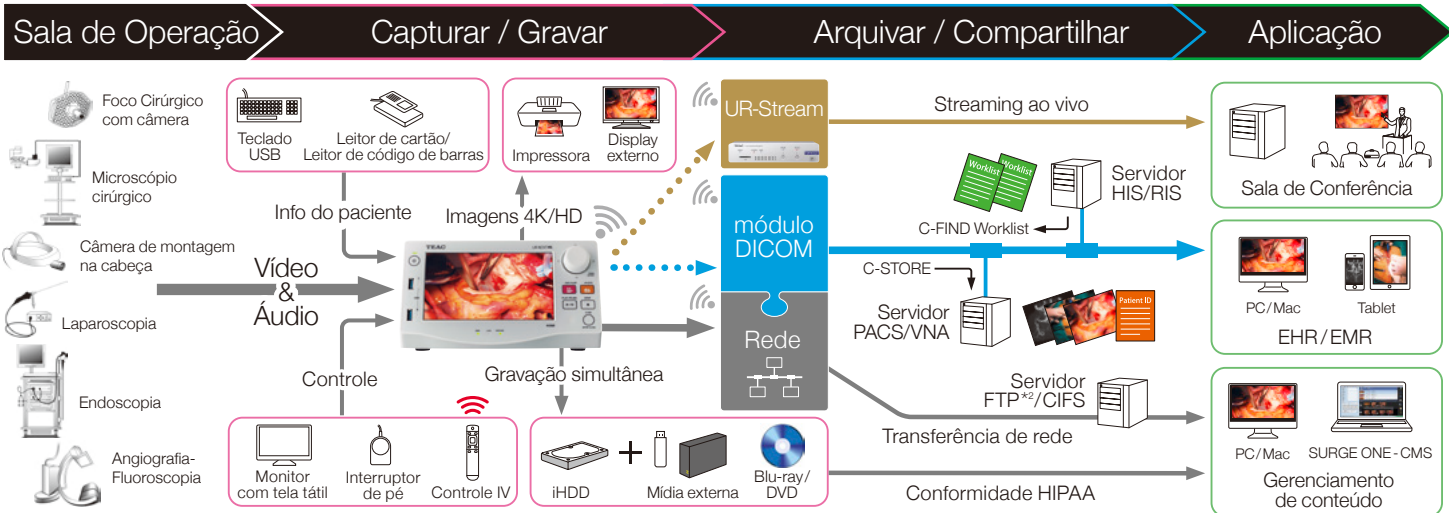 Sala de Operação
Capturar / Gravar
Arquivar / Compartilhar
Aplicação
Foco Cirúrgico
com câmera
Microscópio
cirúrgico
Câmera de montagem
na cabeça
Laparoscopia
Endoscopia
Angiografia-
Fluoroscopia
Teclado
USB
Leitor de cartão/
Leitor de código de barras
Info do paciente
Impressora
Display
externo
Imagens 4K/HD
Vídeo
&
Áudio
TEAC
Controle
Gravação simultânea
Monitor
com tela tátil
Interruptor
de pé
Controle IV
iHDD
+
Mídia externa
Blu-ray/
DVD
UR-Stream
módulo
DICOM
Rede
Streaming ao vivo
Worklist
Worklist
Servidor
HIS/RIS
C-FIND Worklist
C-STORE
Servidor
PACS/VNA
Patient ID
Servidor
FTP*2/CIFS
Transferência de rede
Conformidade HIPAA
Sala de Conferência
PC/Mac
Tablet
EHR/EMR
PC/Mac
SURGE ONE-CMS
Gerenciamento
de conteúdo